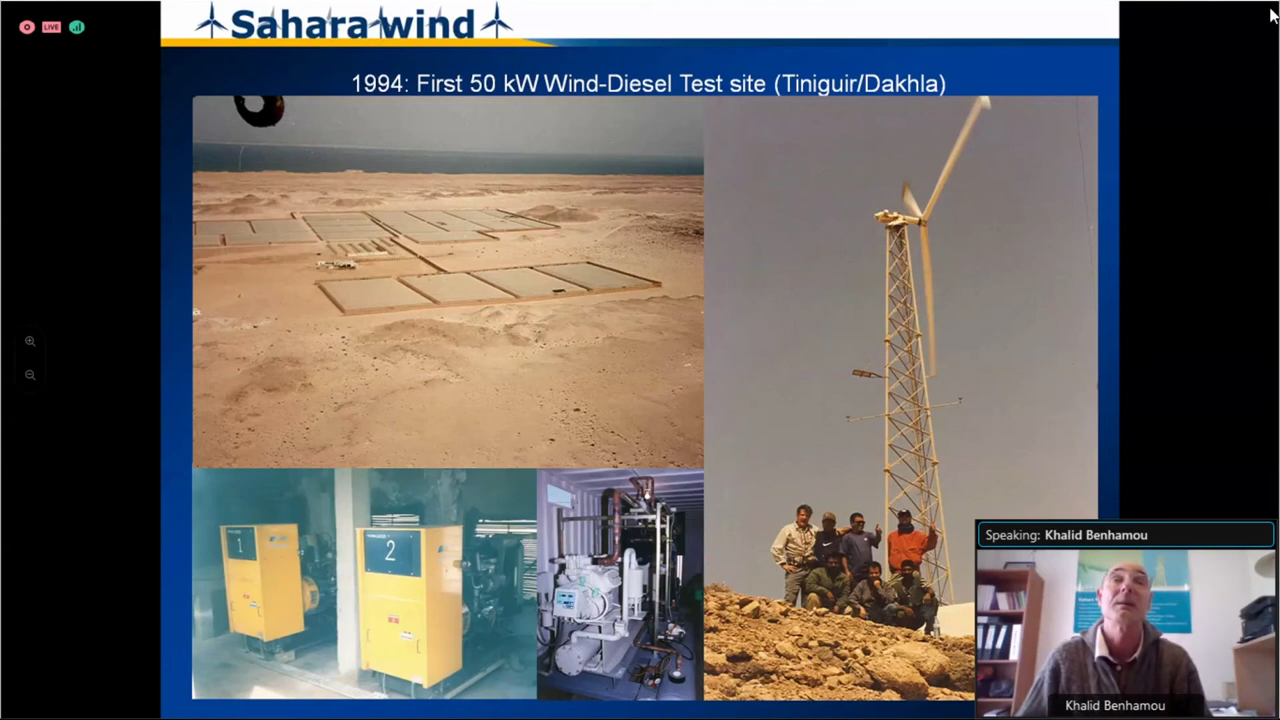 LIVE
Sahara wind
1994: First 50 kW Wind-Diesel Test site (Tiniguir/Dakhla)
1
2
Speaking: Khalid Benhamou
Khalid Benhamou